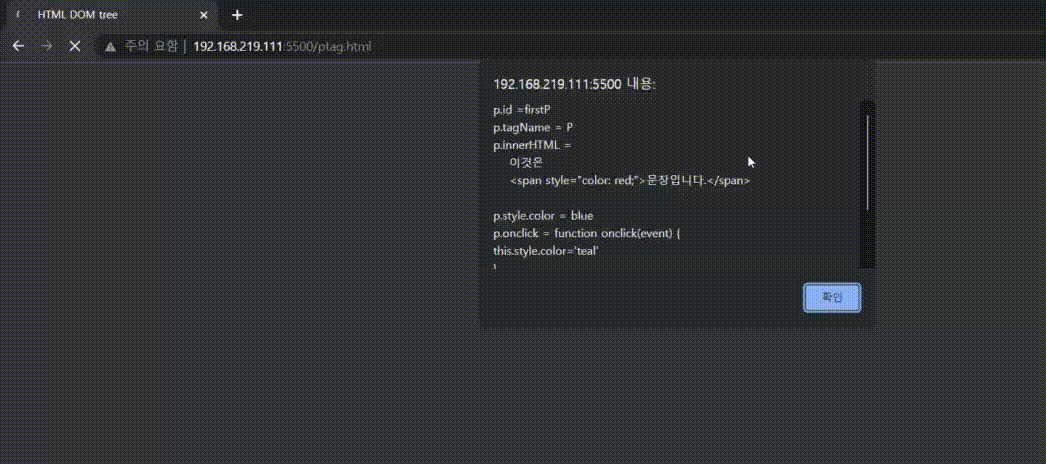 HTML DOM tree
주의 요함 | 192.168.219.111:5500/ptag.html
192.168.219.111:5500 내용:
p.id =firstP
p.tagName = P
p.innerHTML =
이것은
<span style="color: red;">문장입니다.</span>
p.style.color = blue
p.onclick = function onclick(event) {
this.style.color='teal'
}
확인